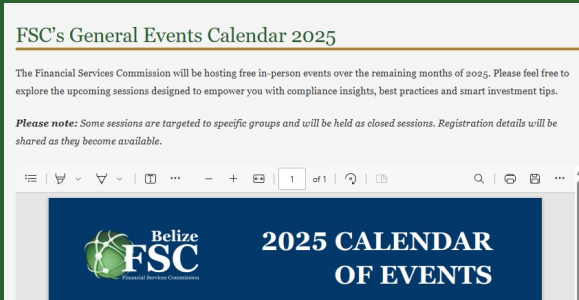 FSC's General Events Calendar 2025
The Financial Services Commission will be hosting free in-person events over the remaining months of 2025. Please feel free to
explore the upcoming sessions designed to empower you with compliance insights, best practices and smart investment tips.
Please note: Some sessions are targeted to specific groups and will be held as closed sessions. Registration details will be
shared as they become available.
1 of 1
Belize
FSC
Financial Services Commission
2025 CALENDAR
OF EVENTS